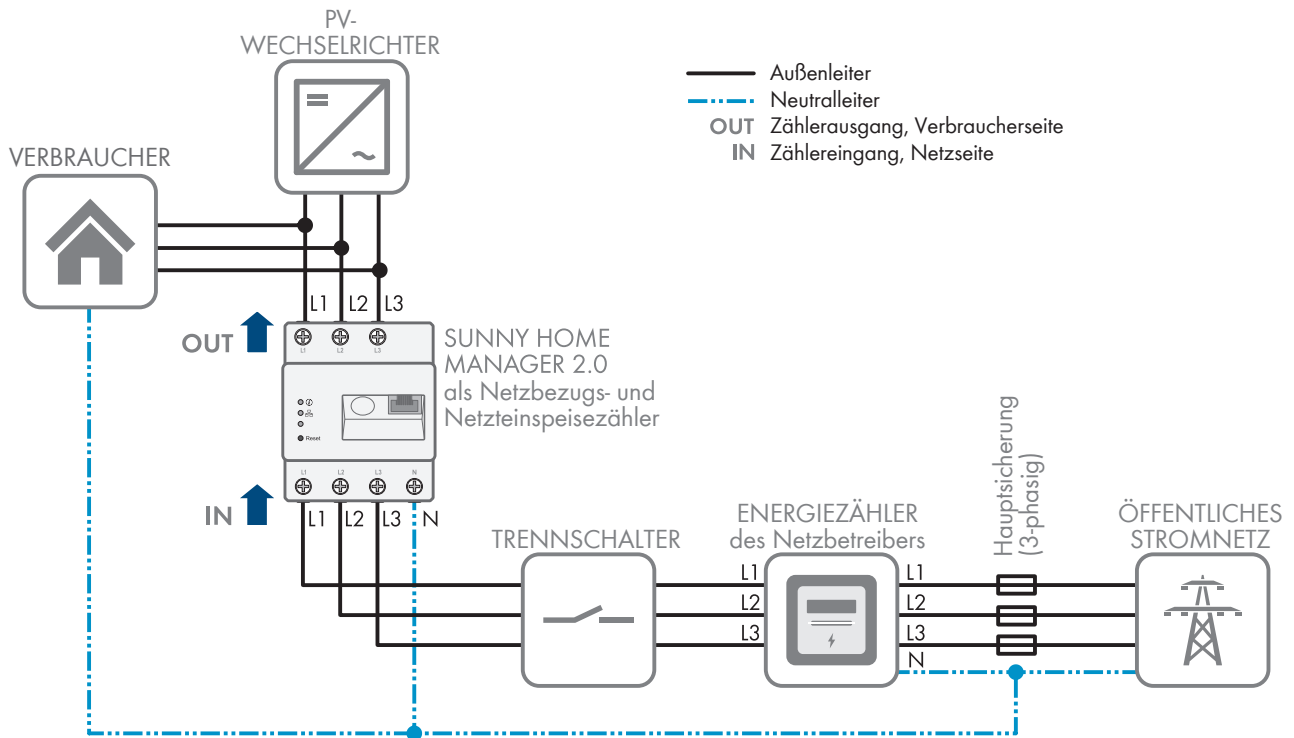 PV-
WECHSELRICHTER
Außenleiter
Neutralleiter
OUT Zählerausgang, Verbraucherseite
IN Zählereingang, Netzseite
VERBRAUCHER
L1 L2 L3
OUT
L1 L2 L3
SUNNY HOME
MANAGER 2.0
als Netzbezugs- und
Netzteinspeisezähler
Reset
L1 L2 L3 N
IN
L1 L2 L3 N
TRENNSCHALTER
ENERGIEZÄHLER
des Netzbetreibers
Hauptsicherung
(3-phasig)
ÖFFENTLICHES
STROMNETZ
L1 L1
L2 L2
L3 L3
N